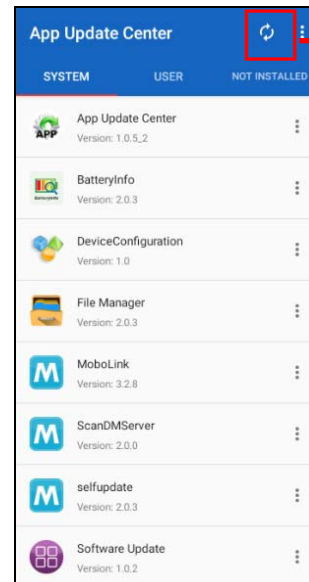 App Update Center
SYSTEM USER NOT INSTALLED
APP
App Update Center
Version: 1.0.5_2
BatteryInfo
BatteryInfo
Version: 2.0.3
DeviceConfiguration
Version: 1.0
File Manager
Version: 2.0.3
M
MoboLink
Version: 3.2.8
M
ScanDMServer
Version: 2.0.0
M
selfupdate
Version: 2.0.3
Software Update
Version: 1.0.2